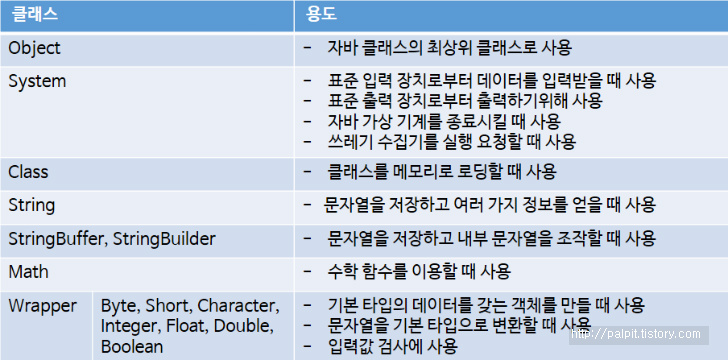 클래스 용도
Object - 자바 클래스의 최상위 클래스로 사용
System - 표준 입력 장치로부터 데이터를 입력받을 때 사용
- 표준 출력 장치로부터 출력하기위해 사용
- 자바 가상 기계를 종료시킬 때 사용
- 쓰레기 수집기를 실행 요청할 때 사용
Class - 클래스를 메모리로 로딩할 때 사용
String - 문자열을 저장하고 여러 가지 정보를 얻을 때 사용
StringBuffer, StringBuilder - 문자열을 저장하고 내부 문자열을 조작할 때 사용
Math - 수학 함수를 이용할 때 사용
Wrapper Byte, Short, Character, - 기본 타입의 데이터를 갖는 객체를 만들 때 사용
Integer, Float, Double, - 문자열을 기본 타입으로 변환할 때 사용
Boolean - 입력값 검사에 사용
http://palpit.tistory.com